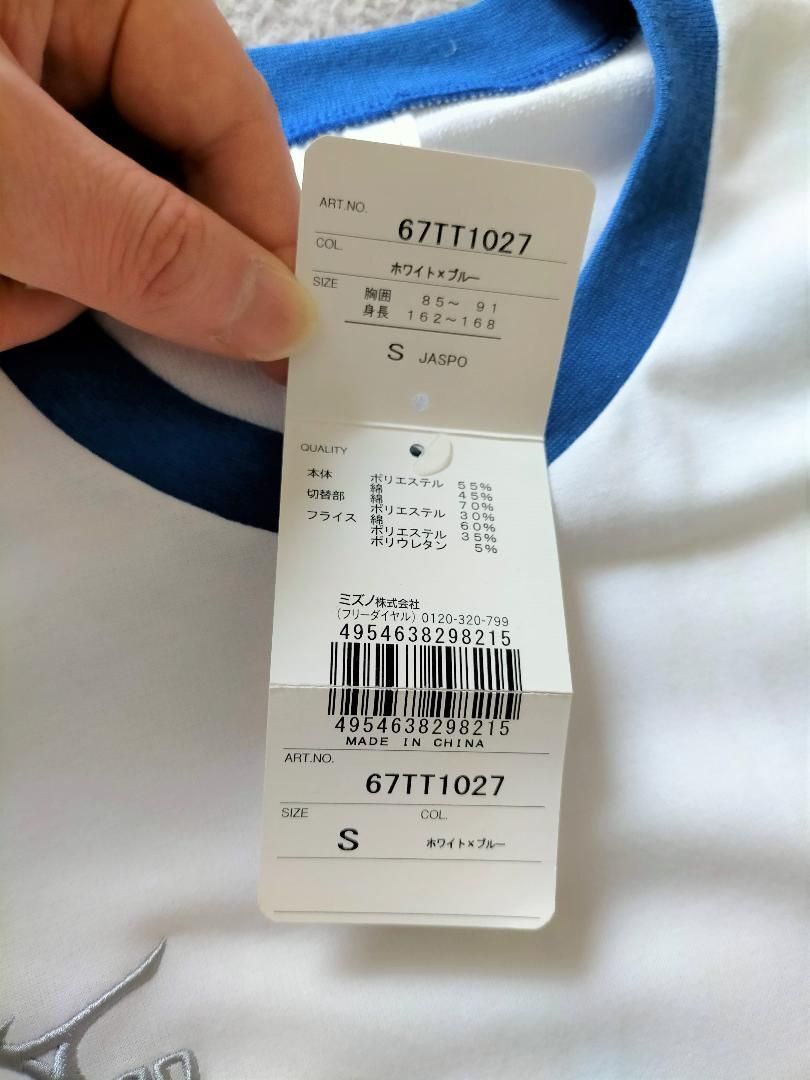 ART.NO.
67TT1027
COL.
ホワイト×ブルー
SIZE
胸囲 85～ 91
身長 162～168
S JASPO
QUALITY
本体 ポリエステル 55%
綿 45%
切替部 綿 70%
ポリエステル 30%
フライス 綿 60%
ポリエステル 35%
ポリウレタン 5%
ミズノ株式会社
(フリーダイヤル) 0120-320-799
4954638298215
4954638298215
MADE IN CHINA
ART.NO.
67TT1027
SIZE COL.
S ホワイト×ブルー